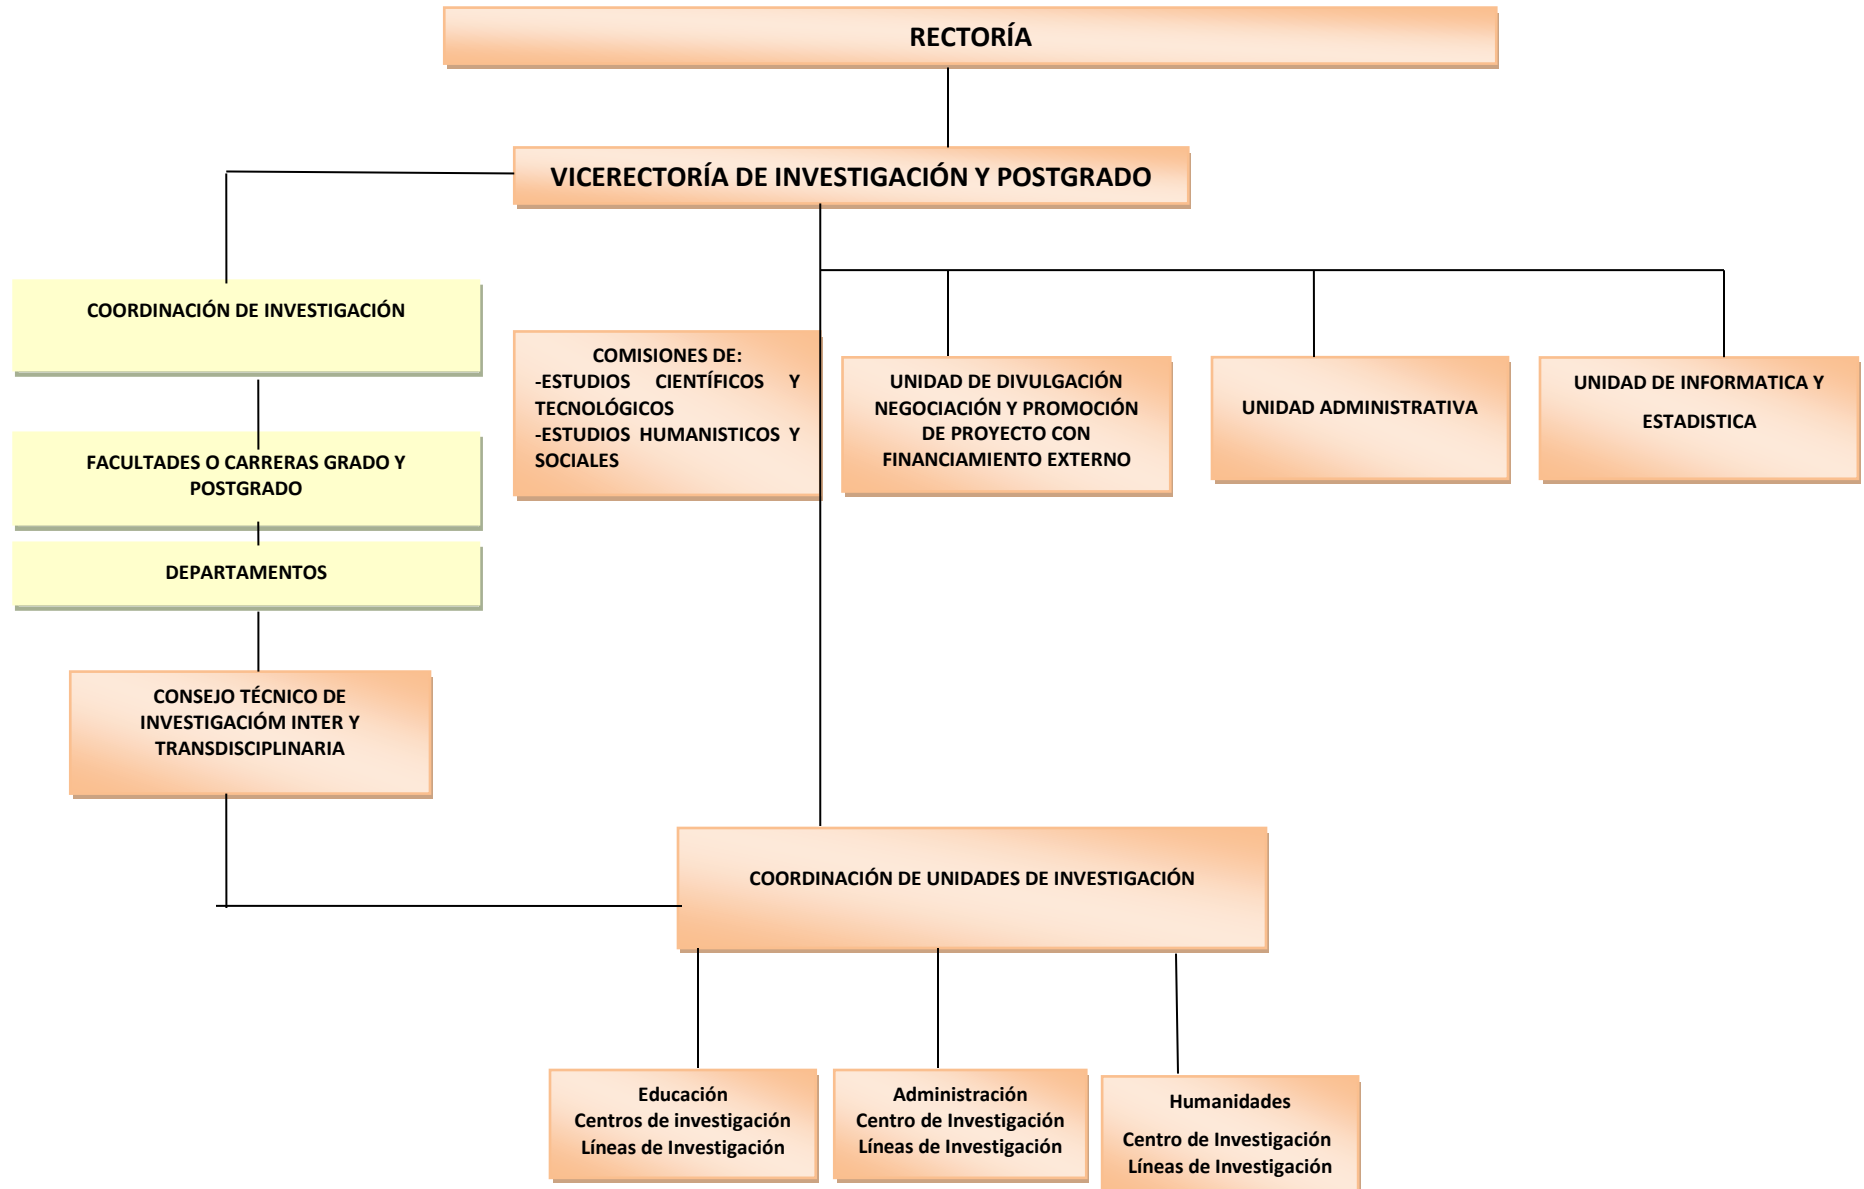 RECTORÍA
VICERECTORÍA DE INVESTIGACIÓN Y POSTGRADO
COORDINACIÓN DE INVESTIGACIÓN
FACULTADES O CARRERAS GRADO Y
POSTGRADO
DEPARTAMENTOS
CONSEJO TÉCNICO DE
INVESTIGACIÓM INTER Y
TRANSDISCIPLINARIA
COMISIONES DE:
-ESTUDIOS CIENTÍFICOS Y
TECNOLÓGICOS
-ESTUDIOS HUMANISTICOS Y
SOCIALES
UNIDAD DE DIVULGACIÓN
NEGOCIACIÓN Y PROMOCIÓN
DE PROYECTO CON
FINANCIAMIENTO EXTERNO
UNIDAD ADMINISTRATIVA
UNIDAD DE INFORMATICA Y
ESTADISTICA
COORDINACIÓN DE UNIDADES DE INVESTIGACIÓN
Educación
Centros de investigación
Líneas de Investigación
Administración
Centro de Investigación
Líneas de Investigación
Humanidades
Centro de Investigación
Líneas de Investigación